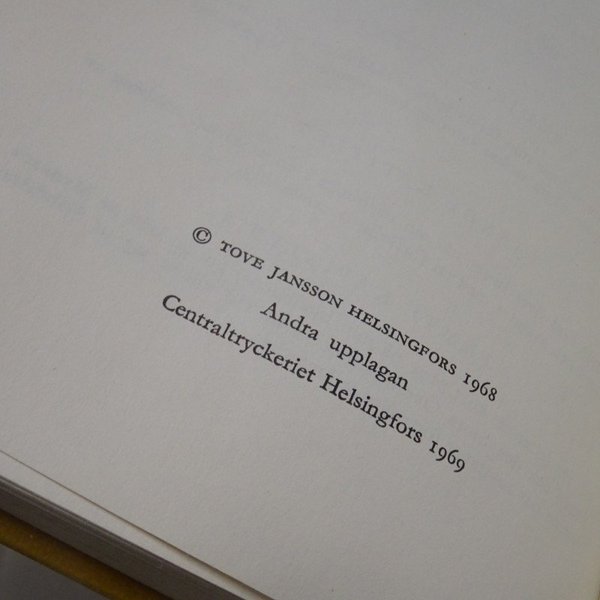 © TOVE JANSSON HELSINGFORS 1968
Andra upplagan
Centraltryckeriet Helsingfors 1969